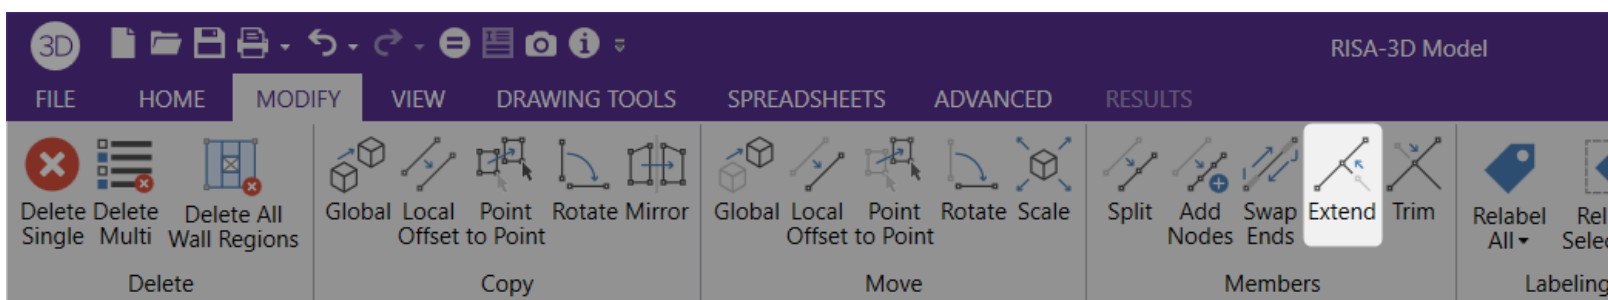 3D
RISA-3D Model
FILE HOME MODIFY VIEW DRAWING TOOLS SPREADSHEETS ADVANCED RESULTS
Delete Single
Delete Multi
Delete All Wall Regions
Global
Local Offset
Point to Point
Rotate
Mirror
Global
Local Offset
Point to Point
Rotate
Scale
Split
Add Nodes
Swap Ends
Extend
Trim
Relabel All
Delete
Copy
Move
Members
Labeling